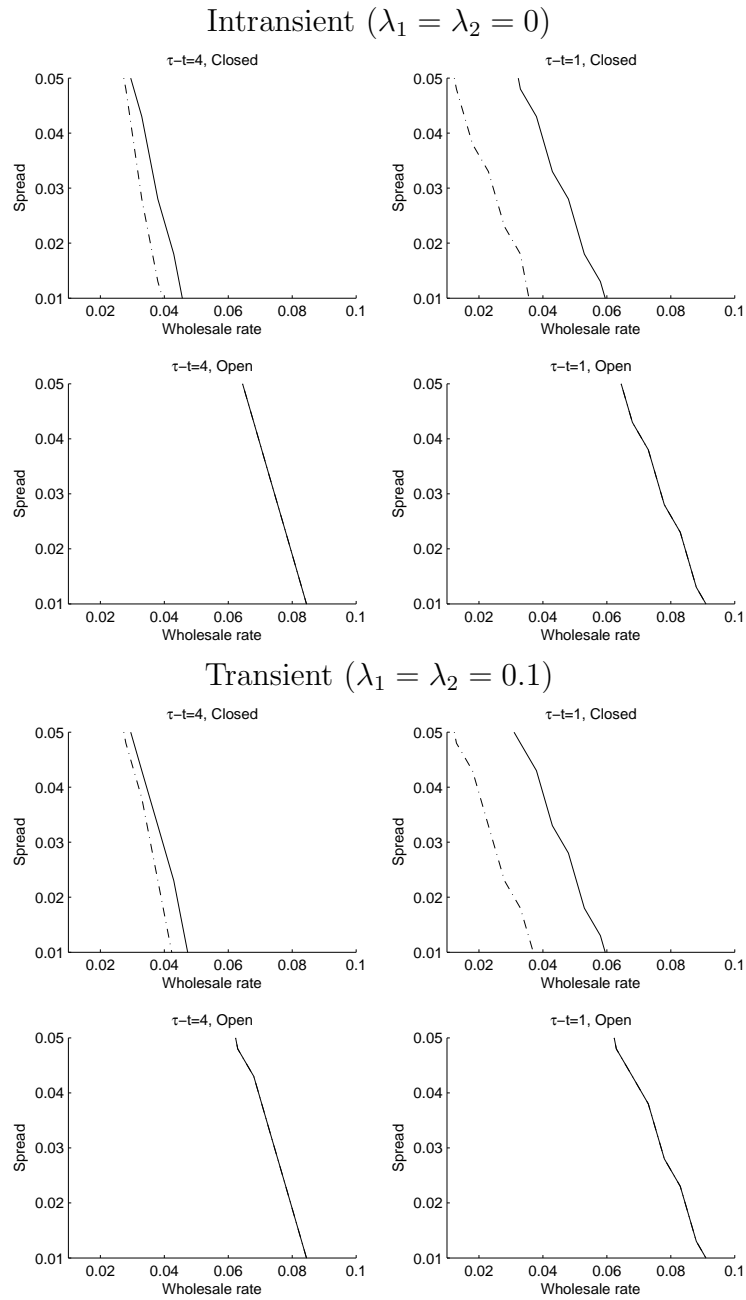 Intransient (λ1 = λ2 = 0)
τ−t=4, Closed
0.05
0.04
0.03
0.02
0.01
Spread
0.02 0.04 0.06 0.08 0.1
Wholesale rate
τ−t=1, Closed
0.05
0.04
0.03
0.02
0.01
Spread
0.02 0.04 0.06 0.08 0.1
Wholesale rate
τ−t=4, Open
0.05
0.04
0.03
0.02
0.01
Spread
0.02 0.04 0.06 0.08 0.1
Wholesale rate
τ−t=1, Open
0.05
0.04
0.03
0.02
0.01
Spread
0.02 0.04 0.06 0.08 0.1
Wholesale rate
Transient (λ1 = λ2 = 0.1)
τ−t=4, Closed
0.05
0.04
0.03
0.02
0.01
Spread
0.02 0.04 0.06 0.08 0.1
Wholesale rate
τ−t=1, Closed
0.05
0.04
0.03
0.02
0.01
Spread
0.02 0.04 0.06 0.08 0.1
Wholesale rate
τ−t=4, Open
0.05
0.04
0.03
0.02
0.01
Spread
0.02 0.04 0.06 0.08 0.1
Wholesale rate
τ−t=1, Open
0.05
0.04
0.03
0.02
0.01
Spread
0.02 0.04 0.06 0.08 0.1
Wholesale rate